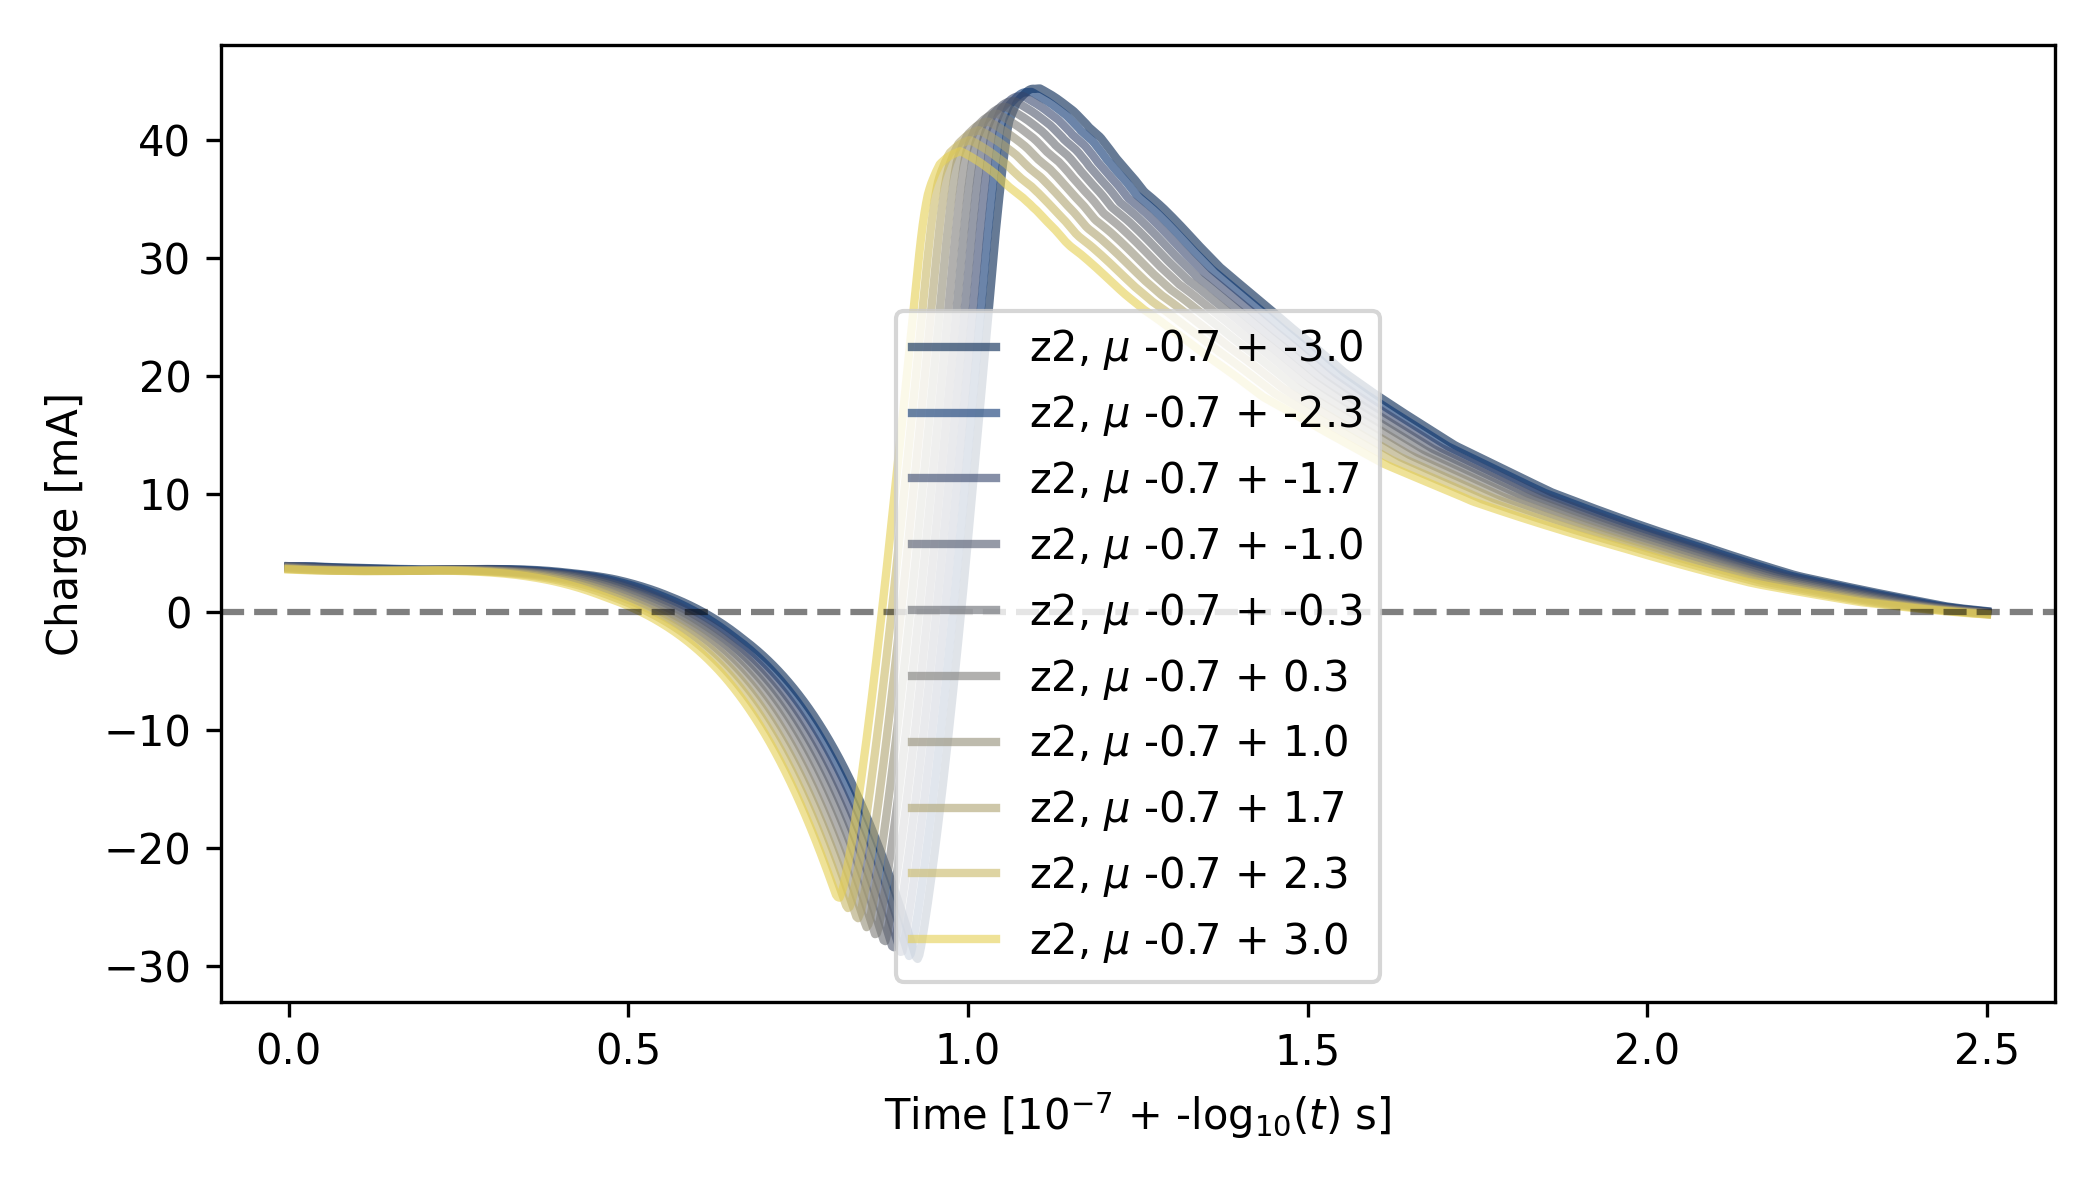 40
30
20
10
0
−10
−20
−30
Charge [mA]
z2, μ -0.7 + -3.0
z2, μ -0.7 + -2.3
z2, μ -0.7 + -1.7
z2, μ -0.7 + -1.0
z2, μ -0.7 + -0.3
z2, μ -0.7 + 0.3
z2, μ -0.7 + 1.0
z2, μ -0.7 + 1.7
z2, μ -0.7 + 2.3
z2, μ -0.7 + 3.0
0.0 0.5 1.0 1.5 2.0 2.5
Time [10⁻⁷ + -log₁₀(t) s]